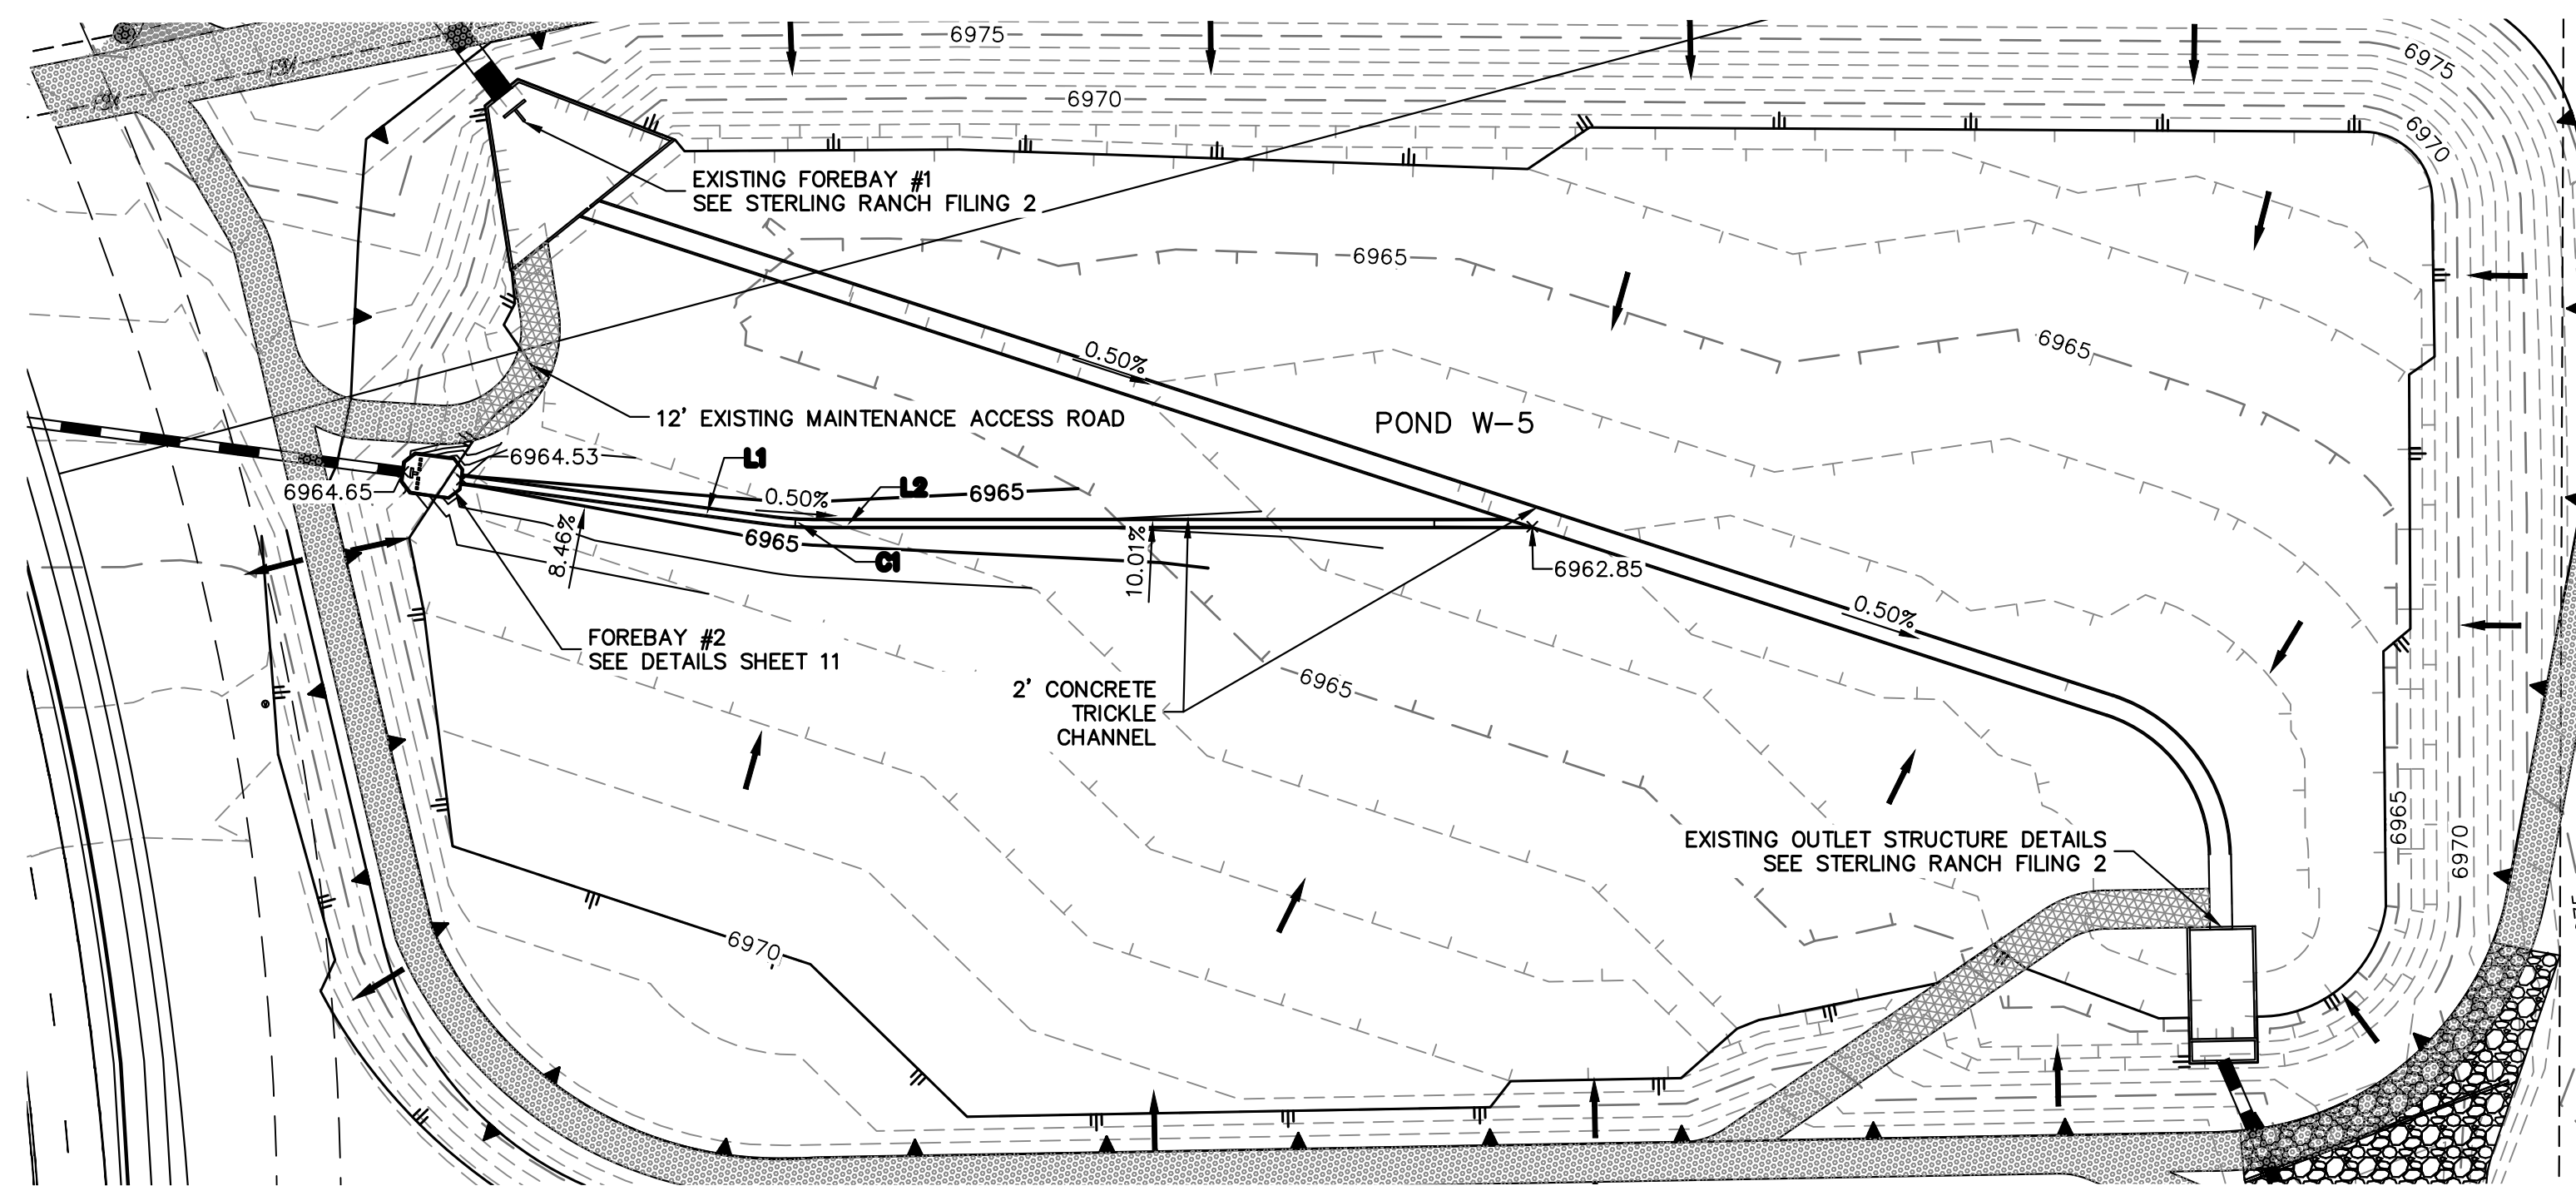 6975
6975
6970
6970
EXISTING FOREBAY #1
SEE STERLING RANCH FILING 2
6965
6965
0.50%
POND W-5
12' EXISTING MAINTENANCE ACCESS ROAD
6964.53
L1
6964.65
0.50%
L2
6965
8.46%
6965
C1
10.01%
6962.85
0.50%
FOREBAY #2
SEE DETAILS SHEET 11
2' CONCRETE
TRICKLE
CHANNEL
6965
6965
6970
EXISTING OUTLET STRUCTURE DETAILS
SEE STERLING RANCH FILING 2
6970